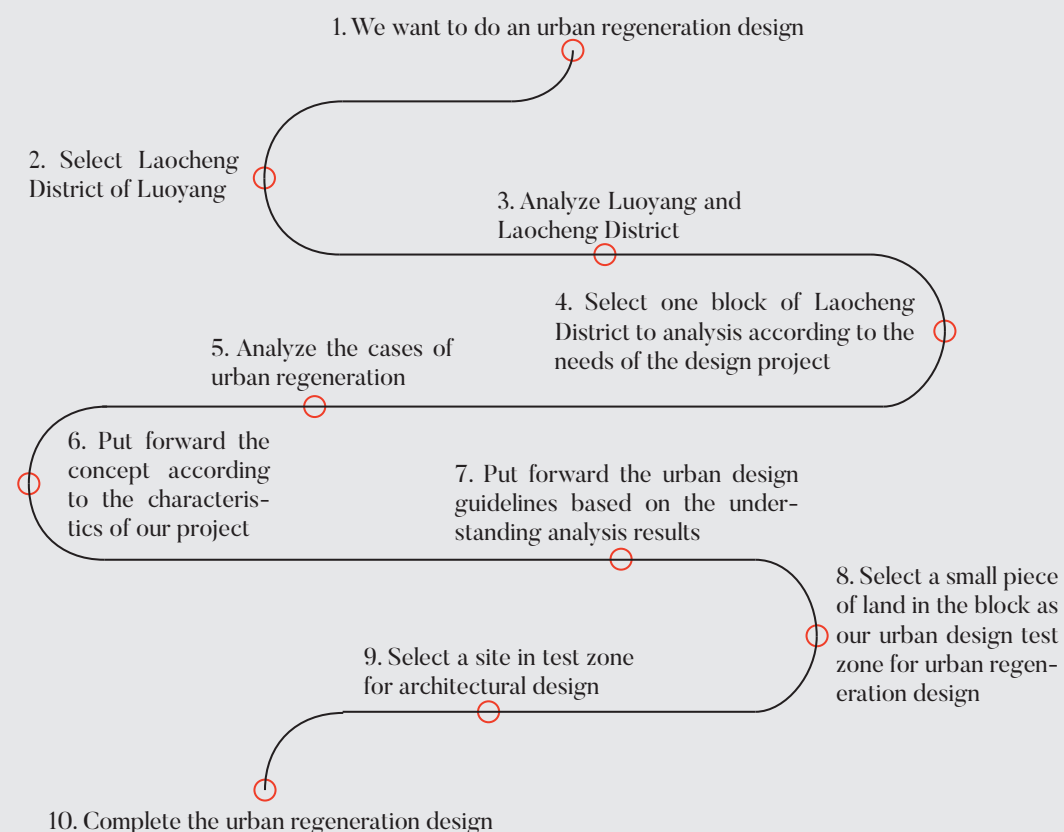 1. We want to do an urban regeneration design
2. Select Laocheng
District of Luoyang
3. Analyze Luoyang and
Laocheng District
4. Select one block of Laocheng
District to analysis according to the
needs of the design project
5. Analyze the cases of
urban regeneration
6. Put forward the
concept according
to the characteris-
tics of our project
7. Put forward the urban design
guidelines based on the under-
standing analysis results
8. Select a small piece
of land in the block as
our urban design test
zone for urban regen-
eration design
9. Select a site in test zone
for architectural design
10. Complete the urban regeneration design